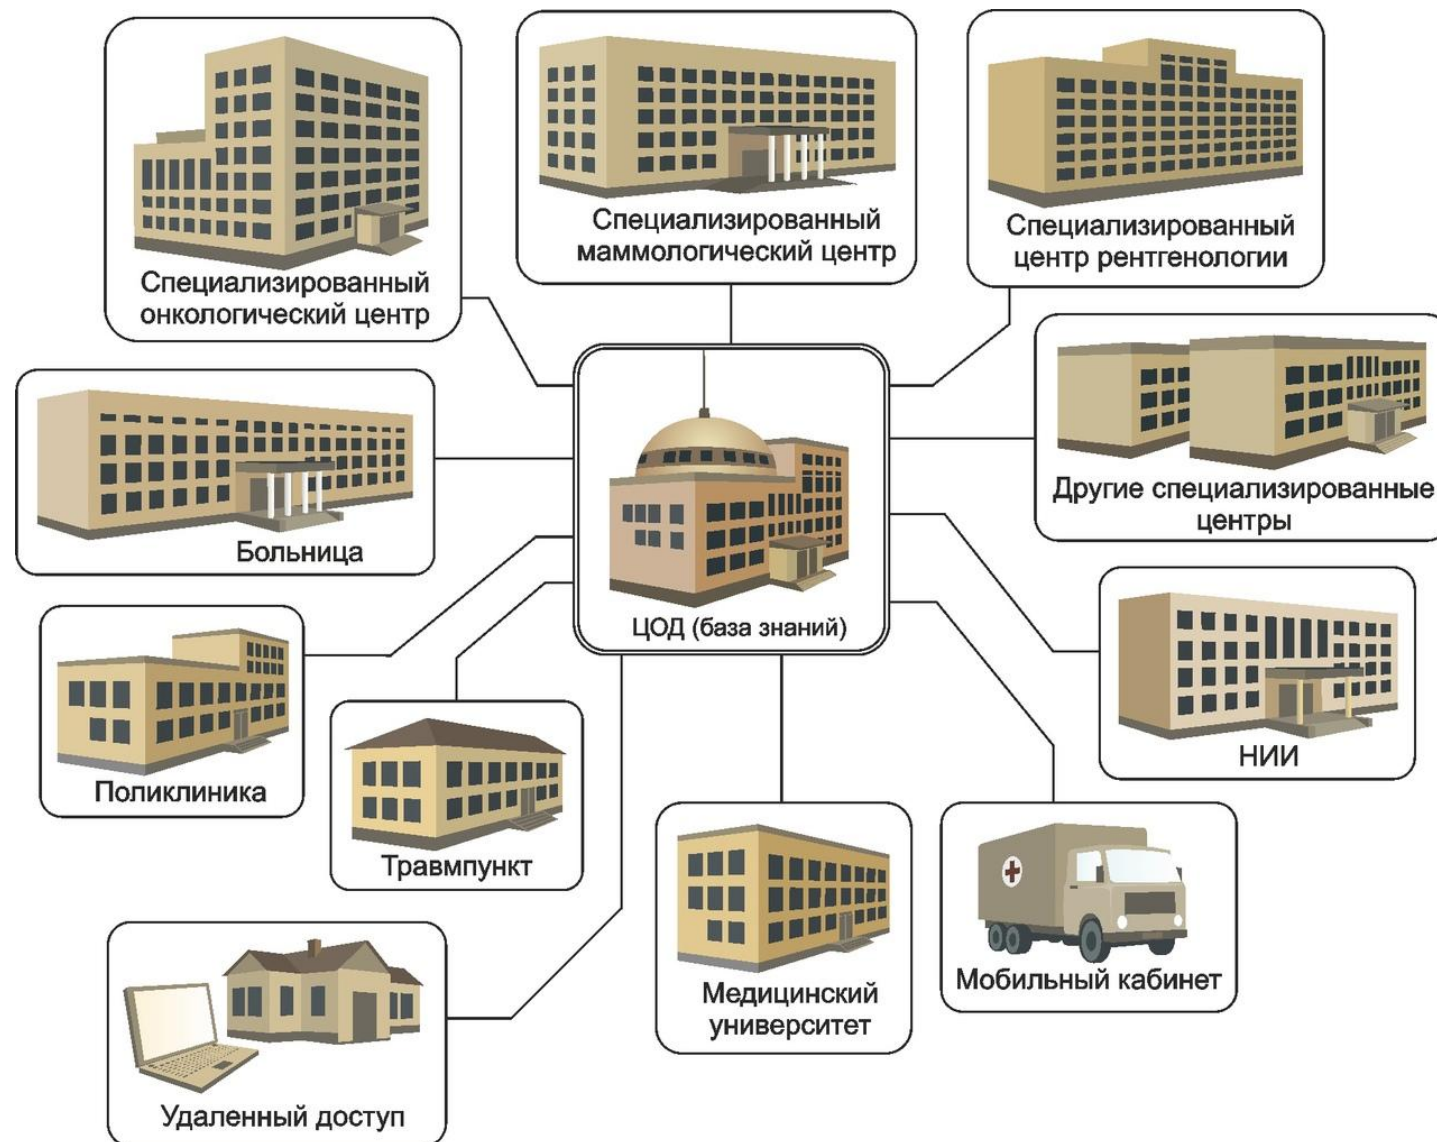 Специализированный
онкологический центр
Специализированный
маммологический центр
Специализированный
центр рентгенологии
Другие специализированные
центры
Больница
ЦОД (база знаний)
НИИ
Поликлиника
Травмпункт
Медицинский
университет
Мобильный кабинет
Удаленный доступ